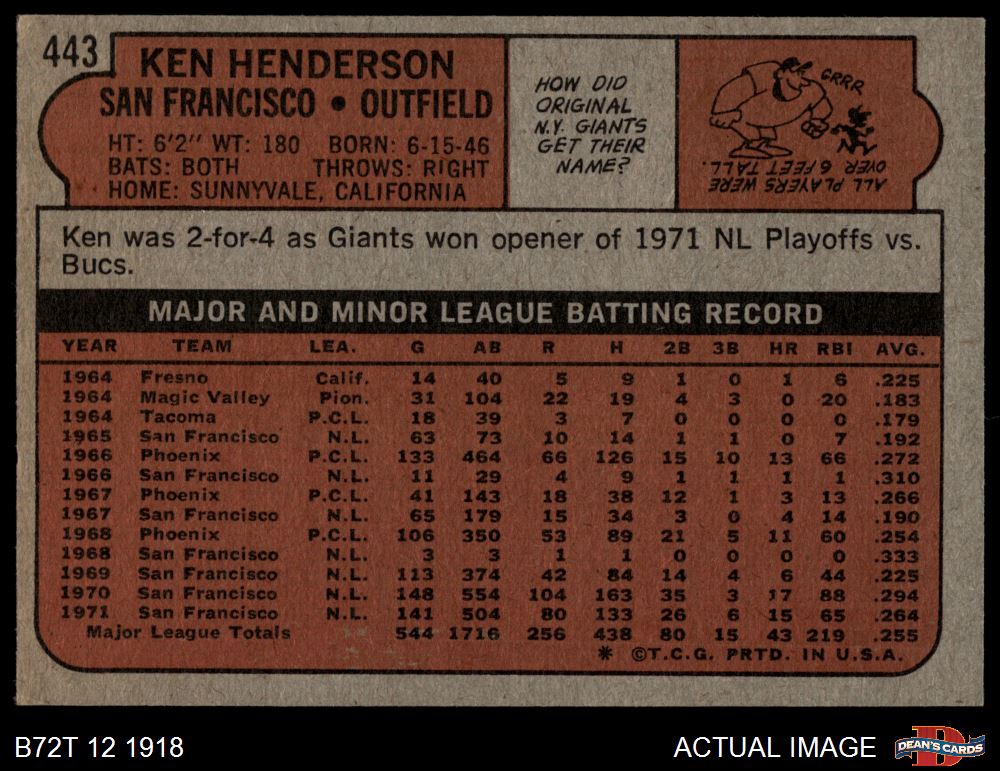 443
KEN HENDERSON
SAN FRANCISCO • OUTFIELD
HT: 6'2" WT: 180 BORN: 6-15-46
BATS: BOTH THROWS: RIGHT
HOME: SUNNYVALE, CALIFORNIA
HOW DID
ORIGINAL
N.Y. GIANTS
GET THEIR
NAME?
GRRR
ALL PLAYERS WERE
OVER 6 FEET TALL.
Ken was 2-for-4 as Giants won opener of 1971 NL Playoffs vs.
Bucs.
MAJOR AND MINOR LEAGUE BATTING RECORD
YEAR TEAM LEA. G AB R H 2B 3B HR RBI AVG.
1964 Fresno Calif. 14 40 5 9 1 0 1 6 .225
1964 Magic Valley Pion. 31 104 22 19 4 3 0 20 .183
1964 Tacoma P.C.L. 18 39 3 7 0 0 0 0 .179
1965 San Francisco N.L. 63 73 10 14 1 1 0 7 .192
1966 Phoenix P.C.L. 133 464 66 126 15 10 13 66 .272
1966 San Francisco N.L. 11 29 4 9 1 1 1 1 .310
1967 Phoenix P.C.L. 41 143 18 38 12 1 3 13 .266
1967 San Francisco N.L. 65 179 15 34 3 0 4 14 .190
1968 Phoenix P.C.L. 106 350 53 89 21 5 11 60 .254
1968 San Francisco N.L. 3 3 1 1 0 0 0 0 .333
1969 San Francisco N.L. 113 374 42 84 14 4 6 44 .225
1970 San Francisco N.L. 148 554 104 163 35 3 17 88 .294
1971 San Francisco N.L. 141 504 80 133 26 6 15 65 .264
Major League Totals 544 1716 256 438 80 15 43 219 .255
* ©T.C.G. PRTD. IN U.S.A.
B72T 12 1918
ACTUAL IMAGE
DEAN'S CARDS